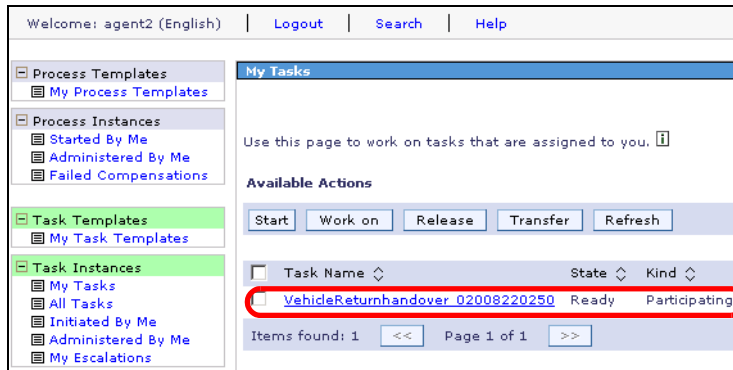 Welcome: agent2 (English) Logout Search Help
Process Templates
My Process Templates
Process Instances
Started By Me
Administered By Me
Failed Compensations
Task Templates
My Task Templates
Task Instances
My Tasks
All Tasks
Initiated By Me
Administered By Me
My Escalations
My Tasks
Use this page to work on tasks that are assigned to you. i
Available Actions
Start Work on Release Transfer Refresh
Task Name State Kind
VehicleReturnhandover_02008220250 Ready Participating
Items found: 1 << Page 1 of 1 >>